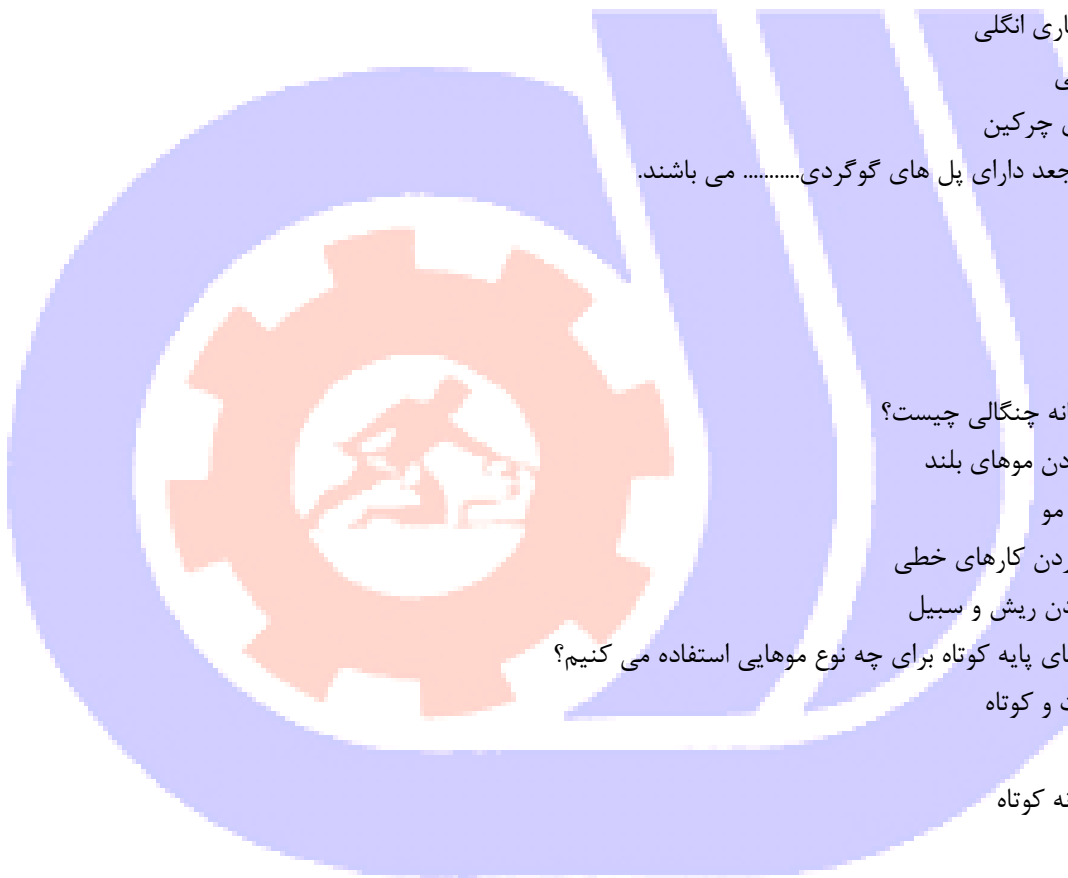 اری انگلی
ی
چرکین
جعد دارای پل های گوگردی.......... می باشند.
انه چنگالی چیست؟
دن موهای بلند
مو
ردن کارهای خطی
دن ریش و سبیل
ای پایه کوتاه برای چه نوع موهایی استفاده می کنیم؟
و کوتاه
نه کوتاه